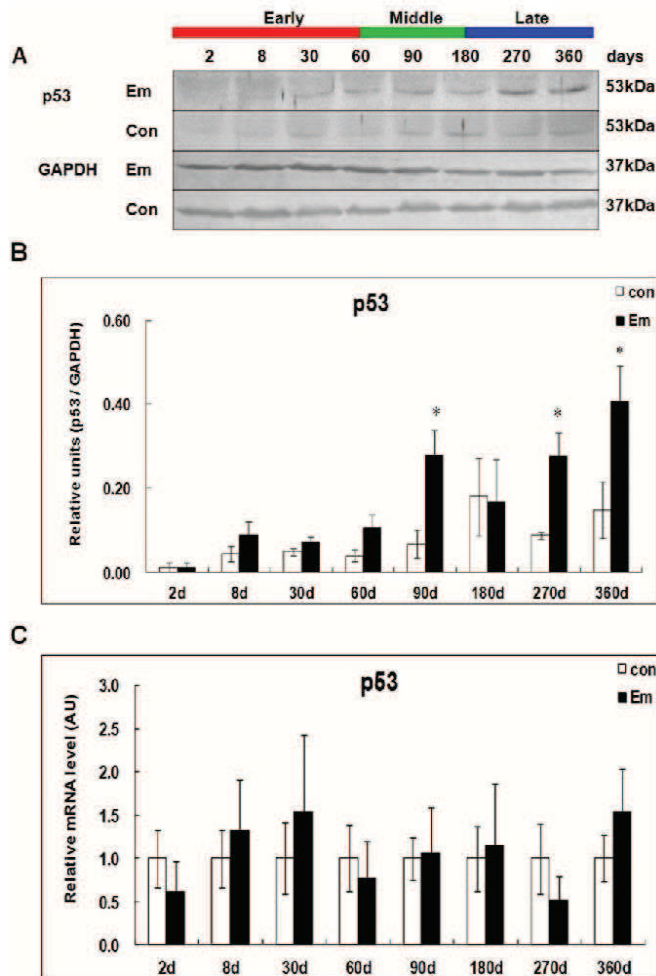 Early Middle Late
A 2 8 30 60 90 180 270 360 days
p53 Em 53kDa
Con 53kDa
GAPDH Em 37kDa
Con 37kDa
B
p53
con
Em
Relative units (p53 / GAPDH)
0.60
0.40
0.20
0.00
* * *
2d 8d 30d 60d 90d 180d 270d 360d
C
p53
con
Em
Relative mRNA level (AU)
3.0
2.5
2.0
1.5
1.0
0.5
0.0
2d 8d 30d 60d 90d 180d 270d 360d